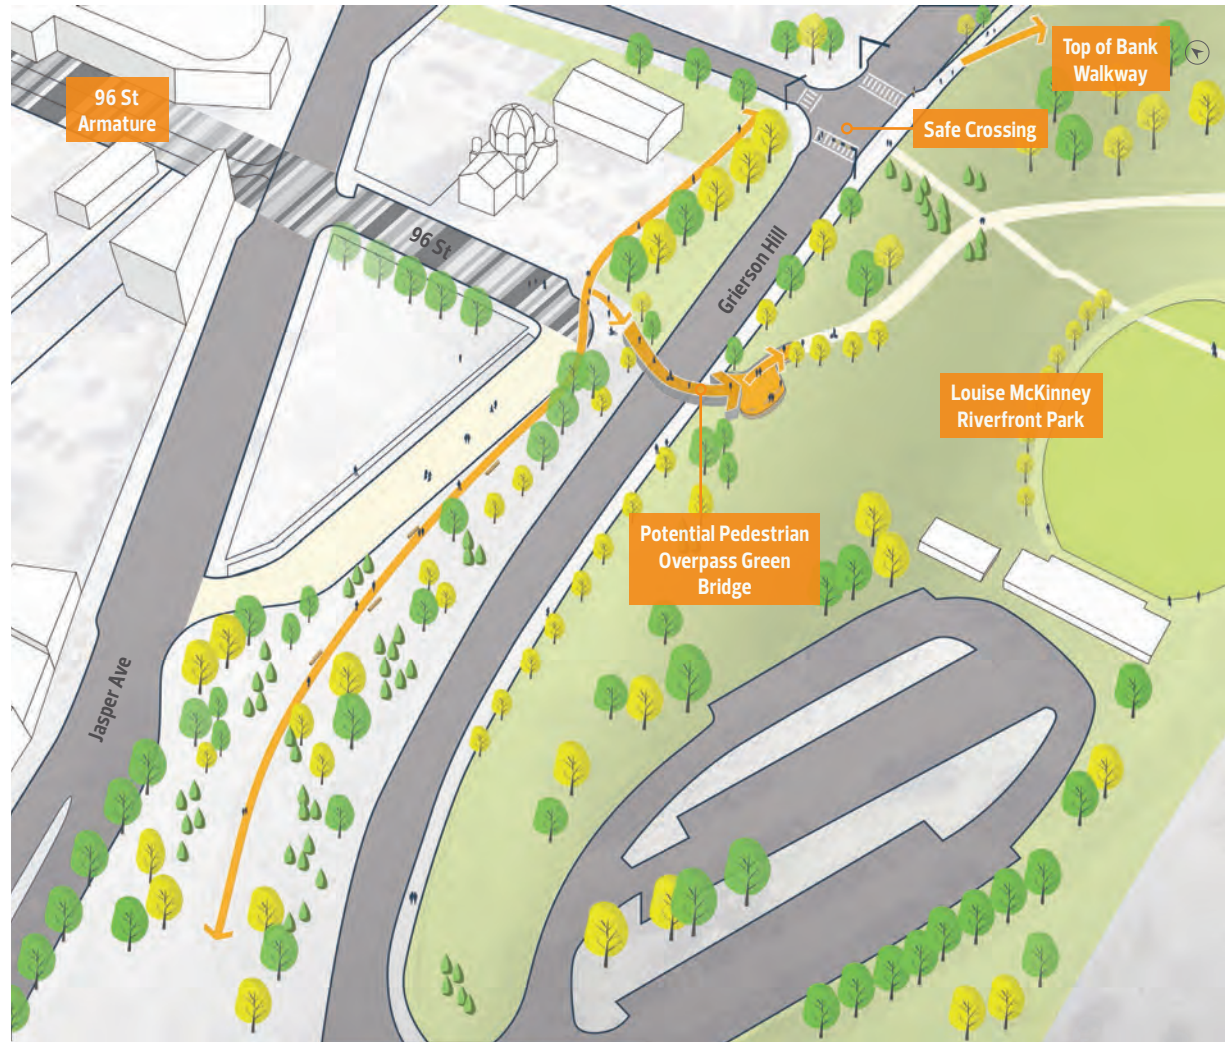 Top of Bank
Walkway
96 St
Armature
Safe Crossing
96 St
Grierson Hill
Louise McKinney
Riverfront Park
Potential Pedestrian
Overpass Green
Bridge
Jasper Ave